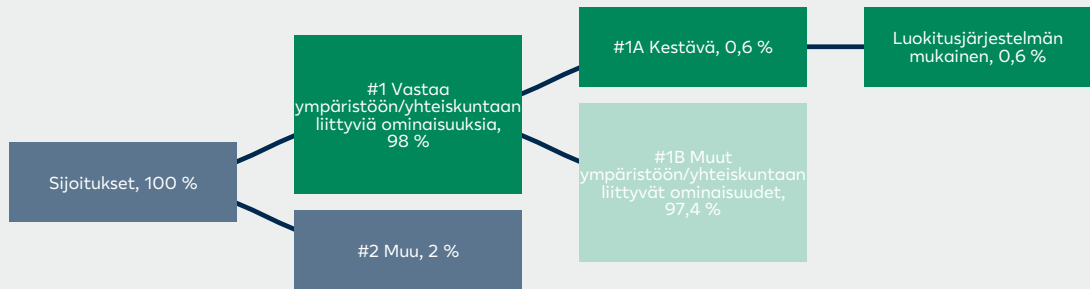 Sijoitukset, 100 %
#1 Vastaa
ympäristöön/yhteiskuntaan
liittyviä ominaisuuksia,
98 %
#2 Muu, 2 %
#1A Kestävä, 0,6 %
#1B Muut
ympäristöön/yhteiskuntaan
liittyvät ominaisuudet,
97,4 %
Luokitusjärjestelmän
mukainen, 0,6 %